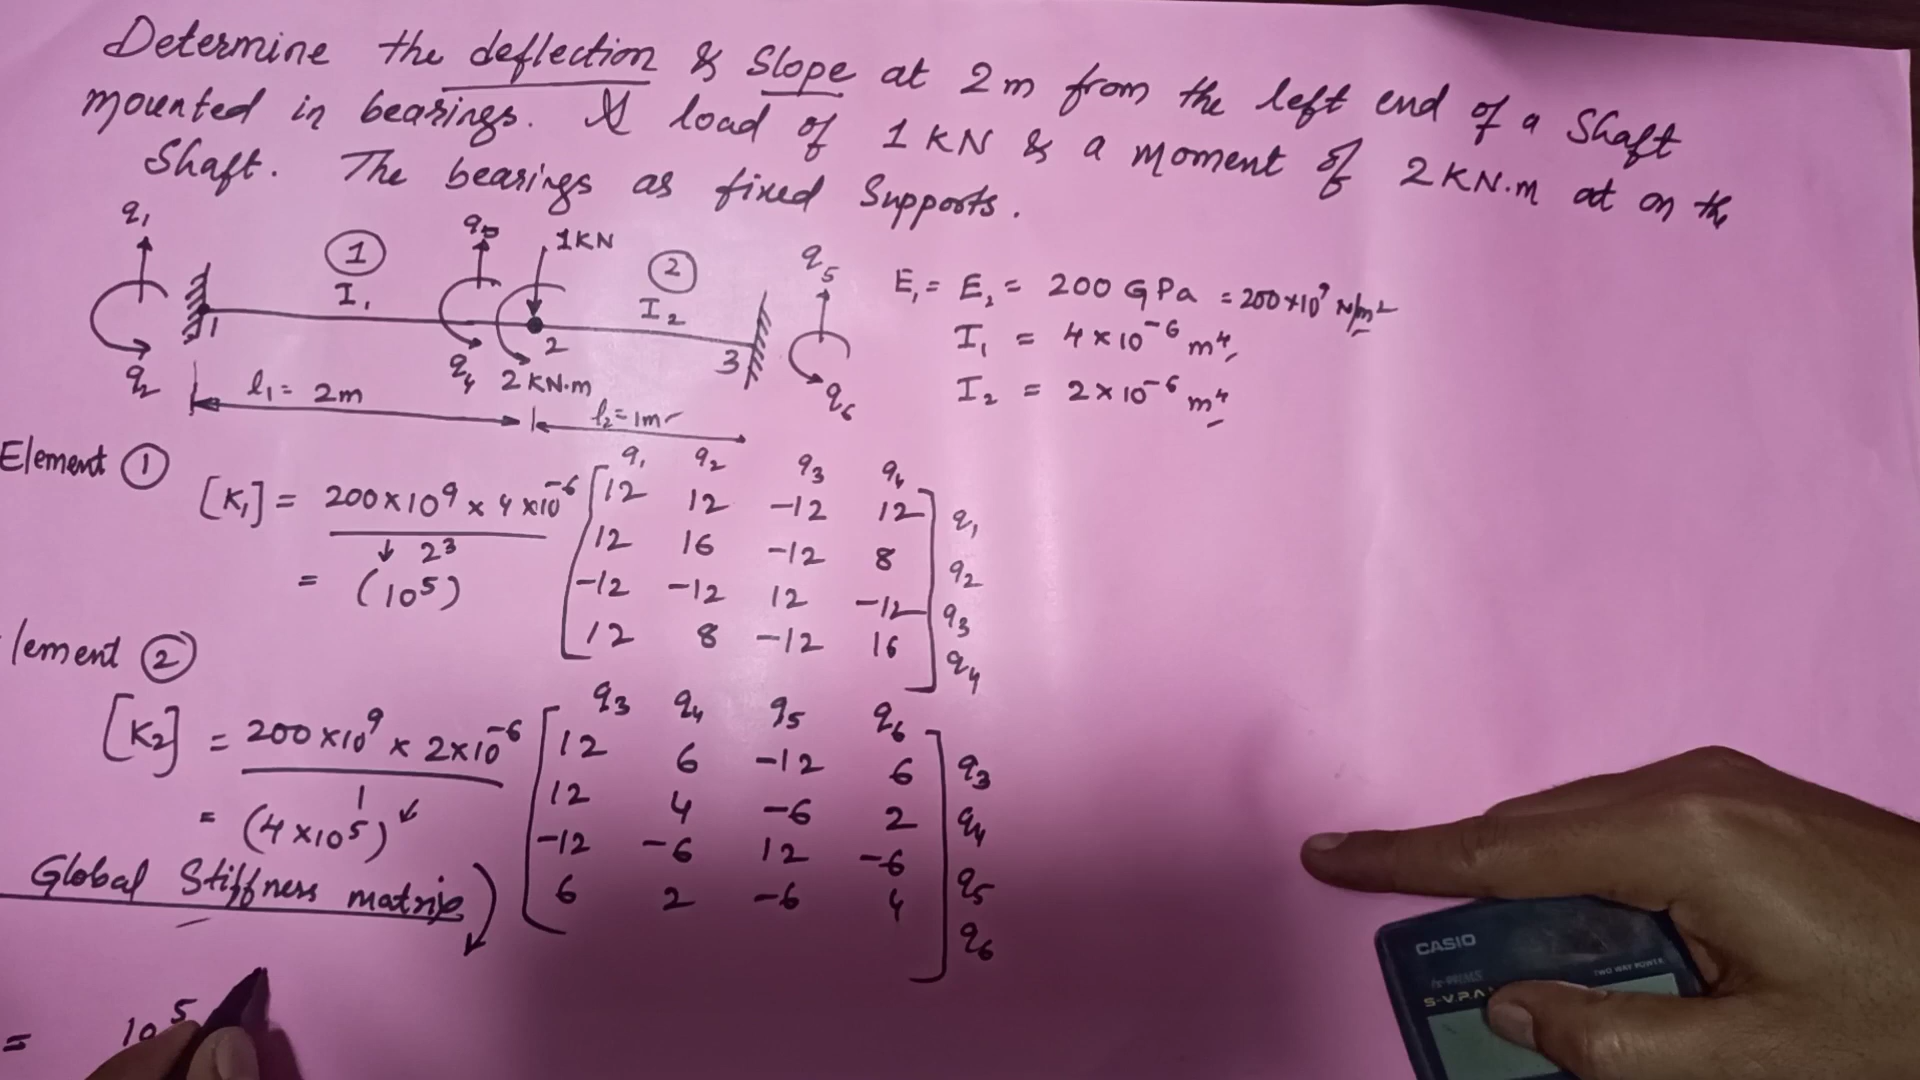 Determine the deflection & Slope at 2m from the left end of a Shaft
mounted in bearings. A load of 1 KN & a moment of 2 KN.m at on the
Shaft. The bearings as fixed Supports.
q1
q2
1
I1
1
q3
q4
1KN
2
2 KN.m
2
I2
3
q5
q6
l1 = 2m
l2 = 1m
E1 = E2 = 200 GPa = 200×10⁹ N/m²
I1 = 4×10⁻⁶ m⁴
I2 = 2×10⁻⁶ m⁴
Element 1
q1 q2 q3 q4
[K1] = 200×10⁹ × 4×10⁻⁶
2³
= (10⁵)
12 12 -12 12 q1
12 16 -12 8 q2
-12 -12 12 -12 q3
12 8 -12 16 q4
lement 2
q3 q4 q5 q6
[K2] = 200×10⁹ × 2×10⁻⁶
1
= (4×10⁵)
12 6 -12 6 q3
12 4 -6 2 q4
-12 -6 12 -6 q5
6 2 -6 4 q6
Global Stiffness matrix
= 10⁵
CASIO
TWO WAY POWER
S-V.P.A